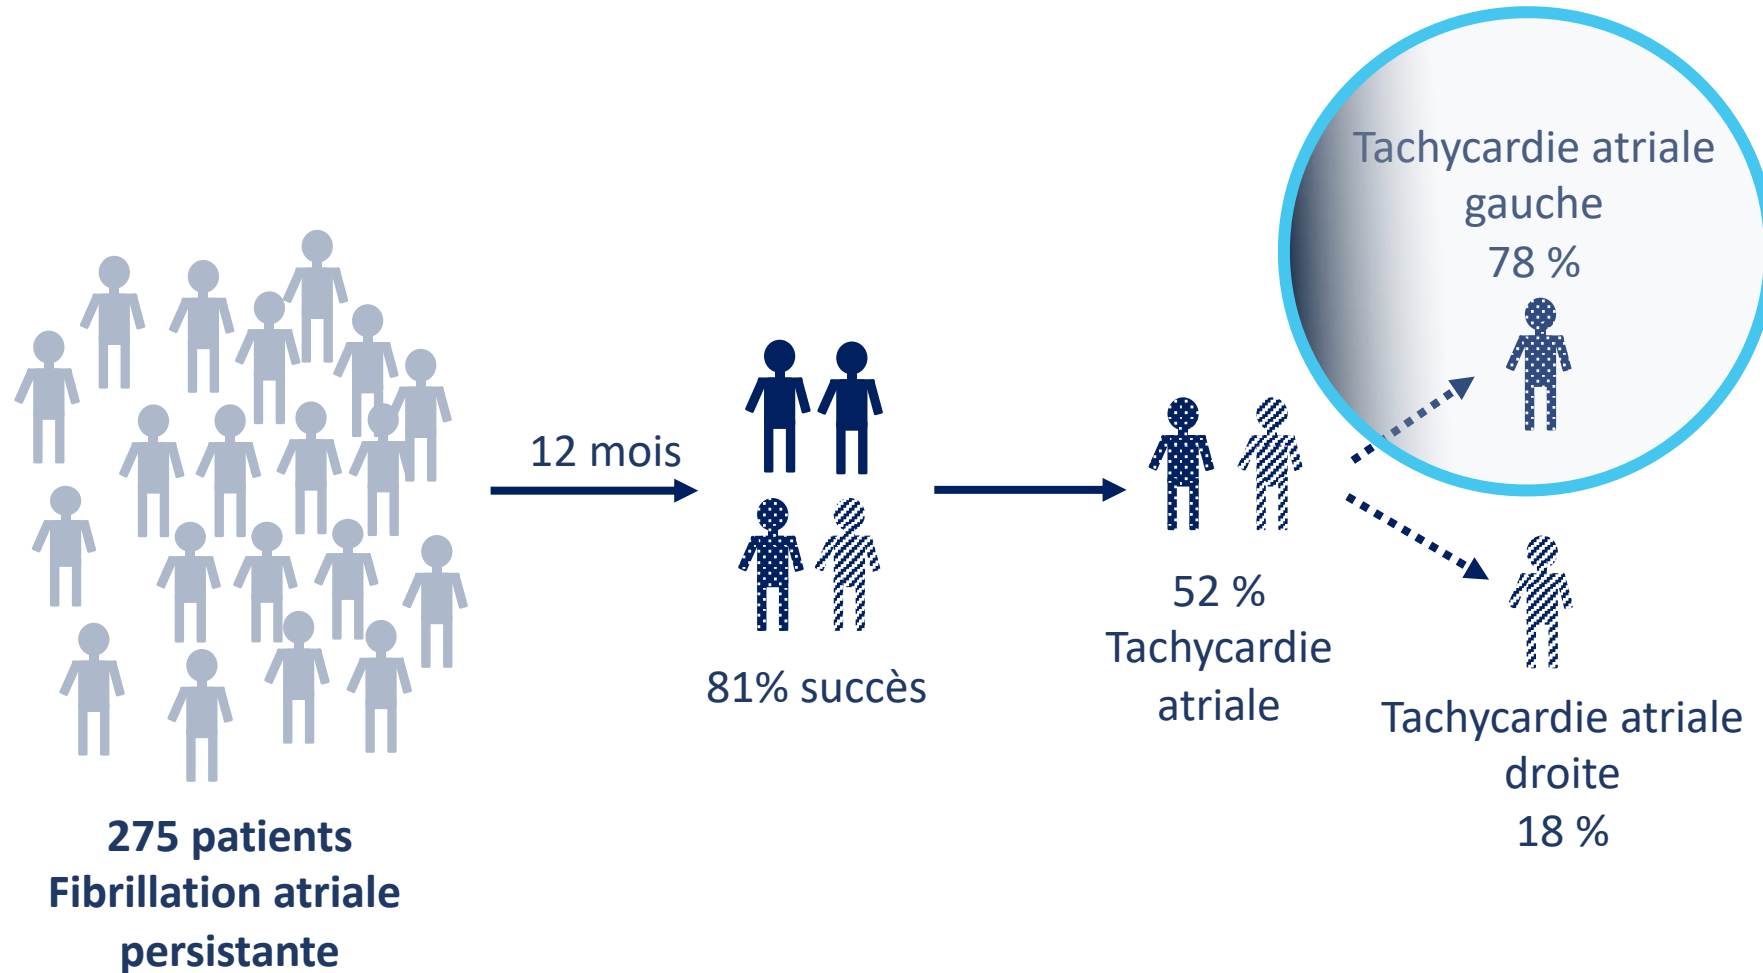 275 patients
Fibrillation atriale
persistante
12 mois
81% succès
52 %
Tachycardie
atriale
Tachycardie atriale
gauche
78 %
Tachycardie atriale
droite
18 %